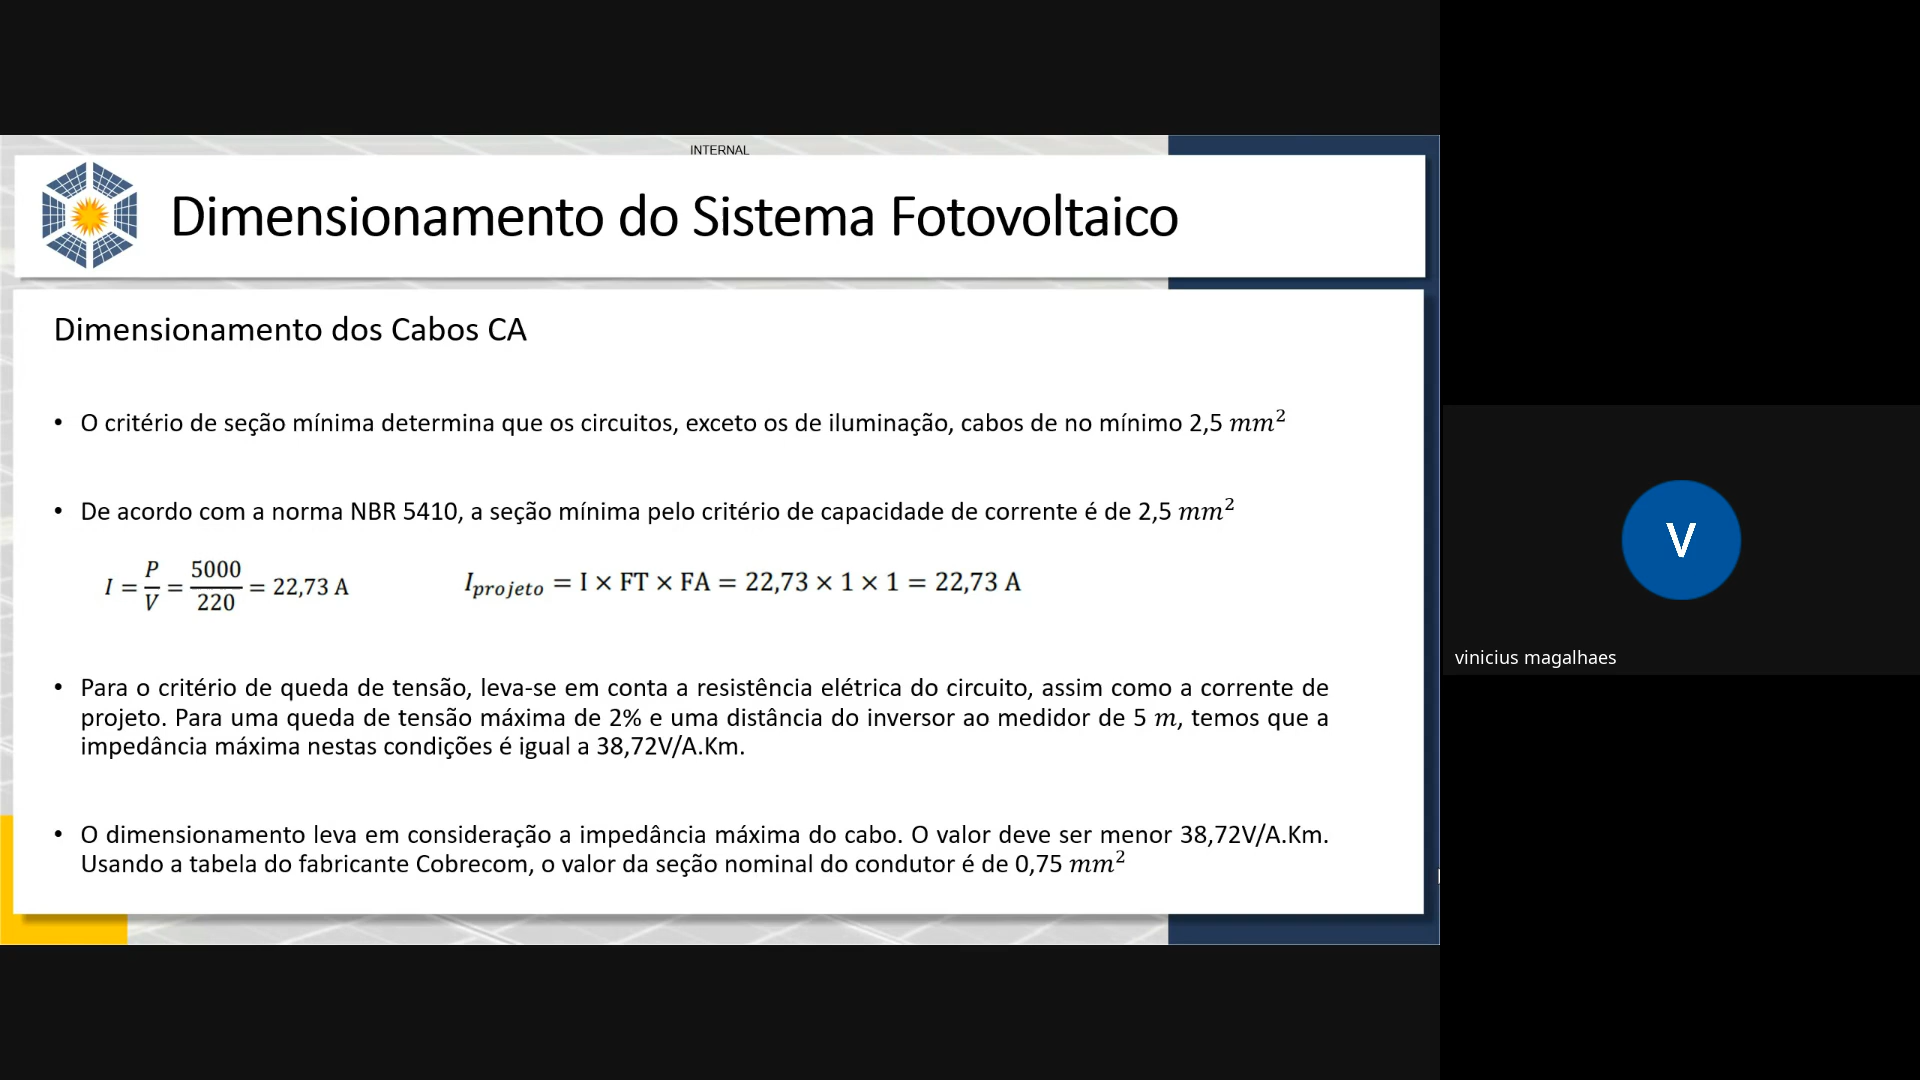 INTERNAL
Dimensionamento do Sistema Fotovoltaico
Dimensionamento dos Cabos CA
• O critério de seção mínima determina que os circuitos, exceto os de iluminação, cabos de no mínimo 2,5 mm²
• De acordo com a norma NBR 5410, a seção mínima pelo critério de capacidade de corrente é de 2,5 mm²
I = P/V = 5000/220 = 22,73 A
I_projeto = I × FT × FA = 22,73 × 1 × 1 = 22,73 A
• Para o critério de queda de tensão, leva-se em conta a resistência elétrica do circuito, assim como a corrente de
projeto. Para uma queda de tensão máxima de 2% e uma distância do inversor ao medidor de 5 m, temos que a
impedância máxima nestas condições é igual a 38,72V/A.Km.
• O dimensionamento leva em consideração a impedância máxima do cabo. O valor deve ser menor 38,72V/A.Km.
Usando a tabela do fabricante Cobrecom, o valor da seção nominal do condutor é de 0,75 mm²
V
vinicius magalhaes